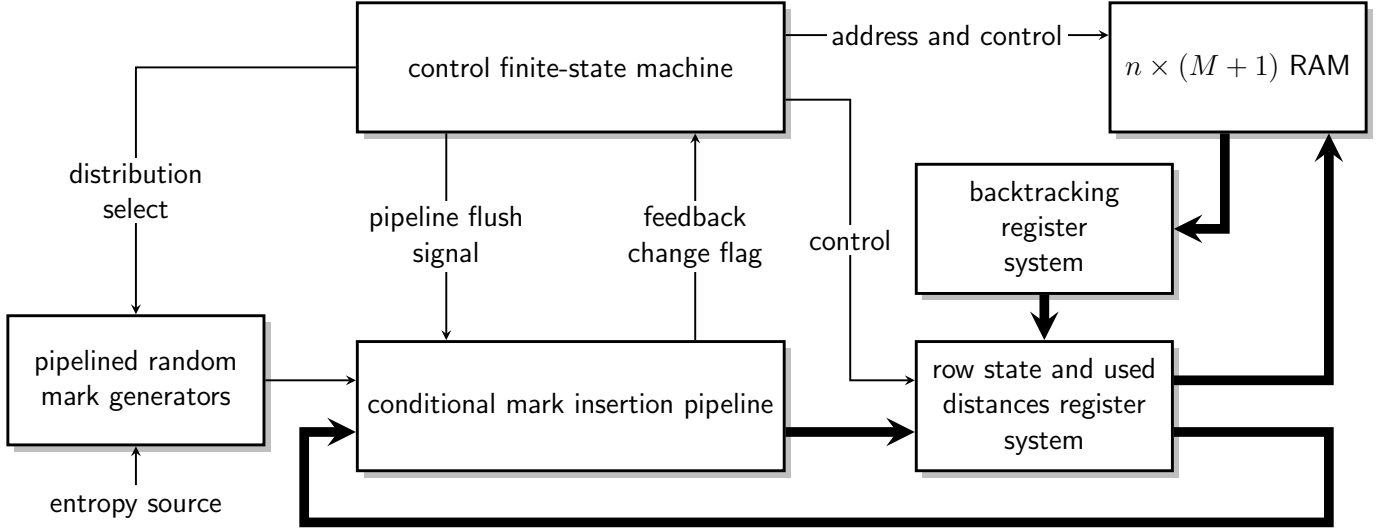 control finite-state machine
address and control
n × (M + 1) RAM
distribution
select
pipeline flush
signal
feedback
change flag
control
backtracking
register
system
pipelined random
mark generators
conditional mark insertion pipeline
row state and used
distances register
system
entropy source